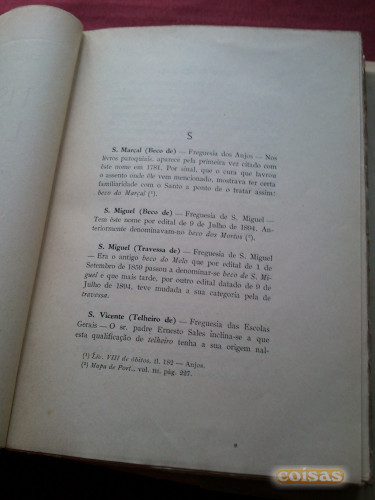 S
S. Marçal (Beco de) — Freguesia dos Anjos. — Nos
livros paroquiais, aparece pela primeira vez citado com
êste nome em 1781. Por sinal, que o cura que lavrou
o assento onde êle vem mencionado, mostrava ter certa
familiaridade com o Santo a ponto de o tratar assim:
beco do Marçal (¹).
S. Miguel (Beco de) — Freguesia de S. Miguel —
Tem êste nome por edital de 9 de Julho de 1894. An-
teriormente denominavam-no beco dos Mortos (²).
S. Miguel (Travessa de) — Freguesia de S. Miguel
— Era o antigo beco do Melo que por edital de 1 de
Setembro de 1859 passou a denominar-se beco de S. Mi-
guel e que mais tarde, por outro edital datado de 9 de
Julho de 1894, teve mudada a sua categoria pela de
travessa.
S. Vicente (Telheiro de) — Freguesia das Escolas
Gerais — O sr. padre Ernesto Sales inclina-se a que
esta qualificação de telheiro tenha a sua origem nal-
(¹) Liv. VIII de óbitos, fl. 182 — Anjos.
(²) Mapa de Port., vol. III, pág. 227.
coisas